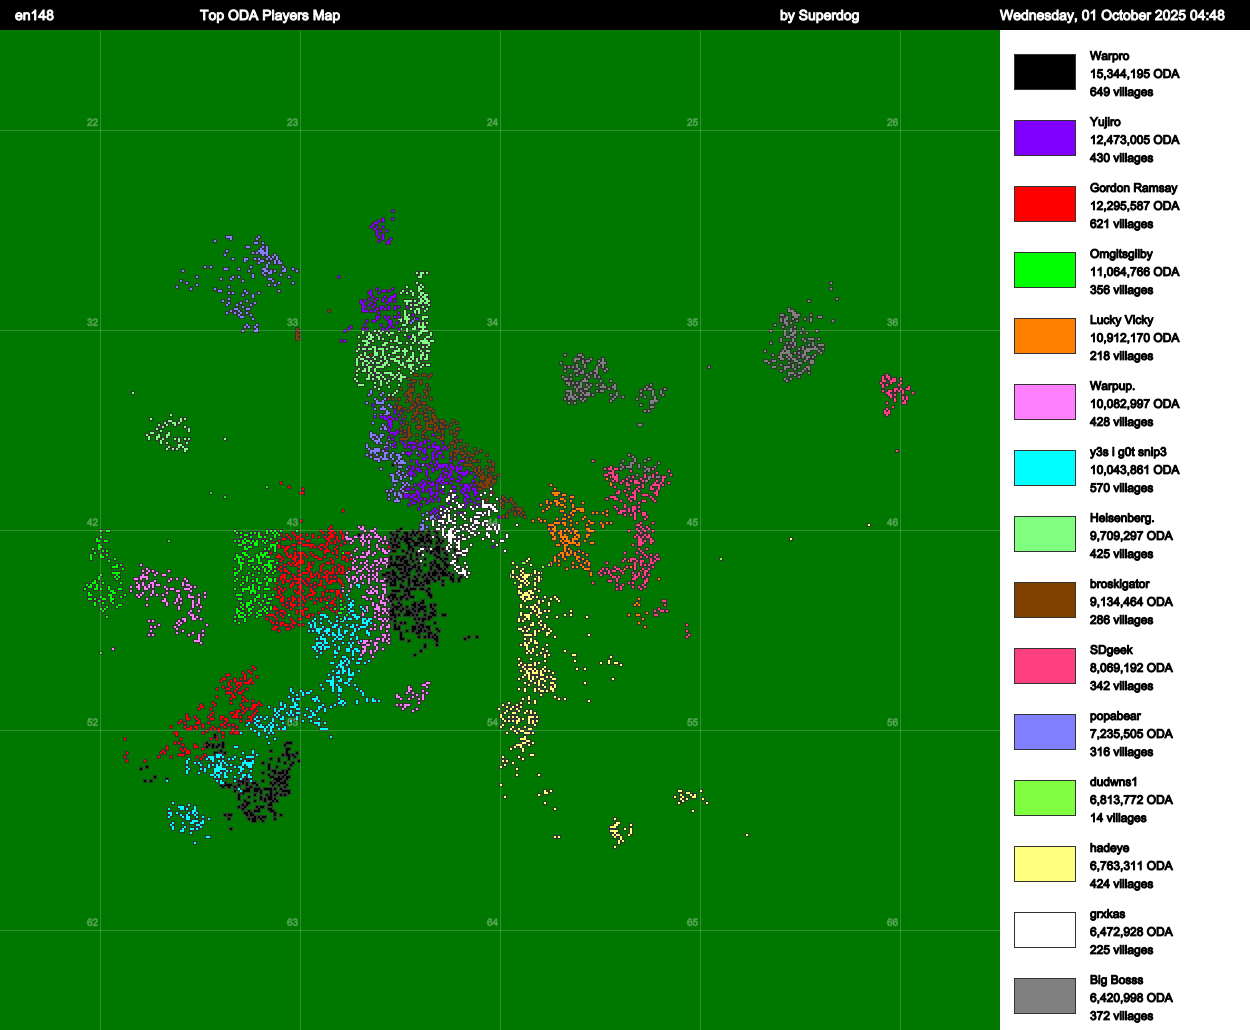 en148 Top ODA Players Map by Superdog Wednesday, 01 October 2025 04:48
Warpro
15,344,195 ODA
649 villages
22 23 24 25 26
Yujiro
12,473,005 ODA
430 villages
Gordon Ramsay
12,295,587 ODA
621 villages
Omgitsgilby
11,064,766 ODA
356 villages
32 33 34 35 36
Lucky Vicky
10,912,170 ODA
218 villages
Warpup.
10,082,997 ODA
428 villages
y3s i g0t snip3
10,043,861 ODA
570 villages
42 43 45 46
Heisenberg.
9,709,297 ODA
425 villages
broskigator
9,134,464 ODA
286 villages
SDgeek
8,069,192 ODA
342 villages
52 53 54 55 56
popabear
7,235,505 ODA
316 villages
dudwns1
6,813,772 ODA
14 villages
hadeye
6,763,311 ODA
424 villages
62 63 64 65 66
grxkas
6,472,928 ODA
225 villages
Big Bosss
6,420,998 ODA
372 villages